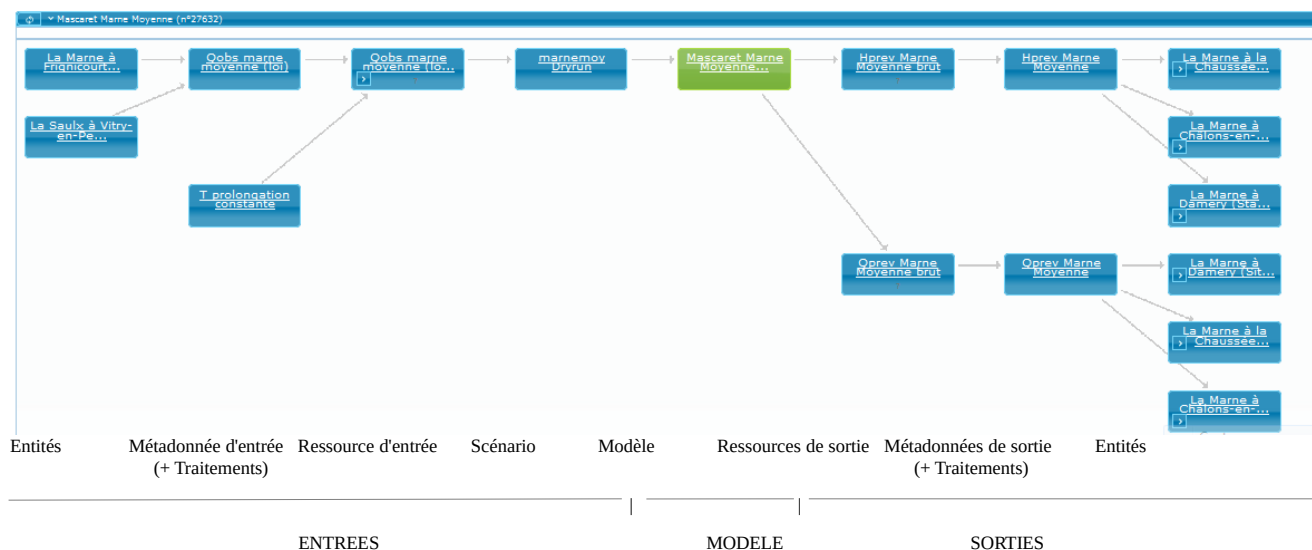 Mascaret Marne Moyenne (n°27632)
La Marne à
Frignicourt...
Qobs marne
moyenne (loi)
Qobs marne
moyenne (lo...
marnemoy
Dryrun
Mascaret Marne
Moyenne...
Hprev Marne
Moyenne brut
Hprev Marne
Moyenne
La Marne à la
Chaussée...
La Saulx à Vitry-
en-Pe...
La Marne à
Châlons-en-...
T prolongation
constante
La Marne à
Damery (Sta...
Qprev Marne
Moyenne brut
Qprev Marne
Moyenne
La Marne à
Damery (Sit...
La Marne à la
Chaussée...
La Marne à
Châlons-en-...
Entités
Métadonnée d'entrée
(+ Traitements)
Ressource d'entrée
Scénario
Modèle
Ressources de sortie
Métadonnées de sortie
(+ Traitements)
Entités
ENTREES
MODELE
SORTIES